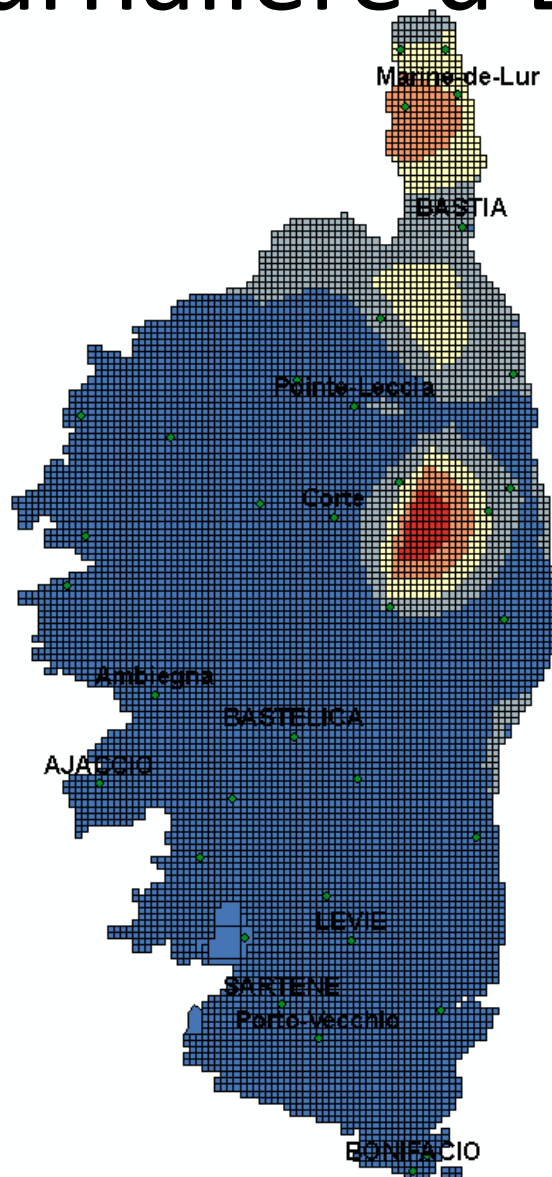 Marine-de-Lur
BASTIA
Pointe-Leccia
Corte
Ambiegna
BASTELICA
AJACCIO
LEVIE
SARTENE
Porto-vecchio
BONIFACIO